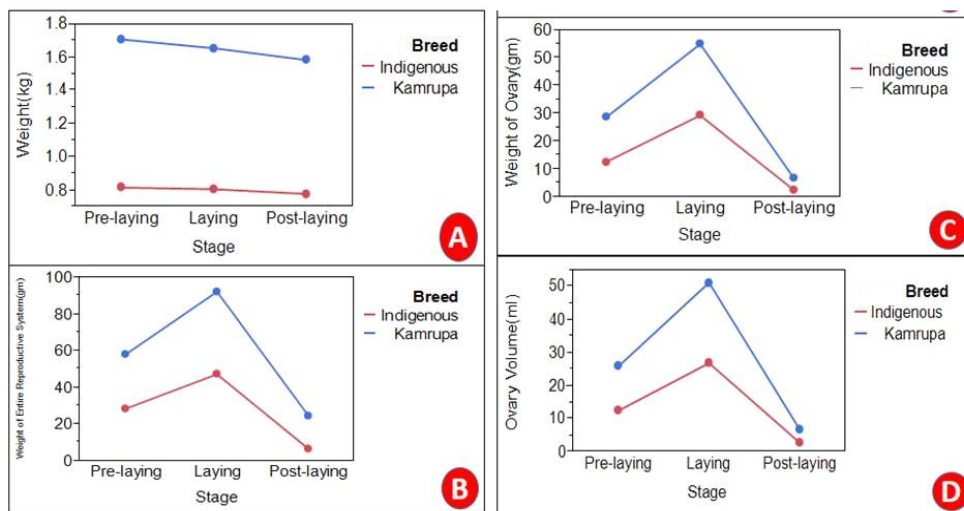 1.8
1.6
1.4
1.2
1.0
0.8
Weight(kg)
Pre-laying Laying Post-laying
Stage
Breed
Indigenous
Kamrupa
A
100
80
60
40
20
0
Weight of Entire Reproductive System(gm)
Pre-laying Laying Post-laying
Stage
Breed
Indigenous
Kamrupa
B
60
50
40
30
20
10
0
Weight of Ovary(gm)
Pre-laying Laying Post-laying
Stage
Breed
Indigenous
Kamrupa
C
50
40
30
20
10
0
Ovary Volume(ml)
Pre-laying Laying Post-laying
Stage
Breed
Indigenous
Kamrupa
D